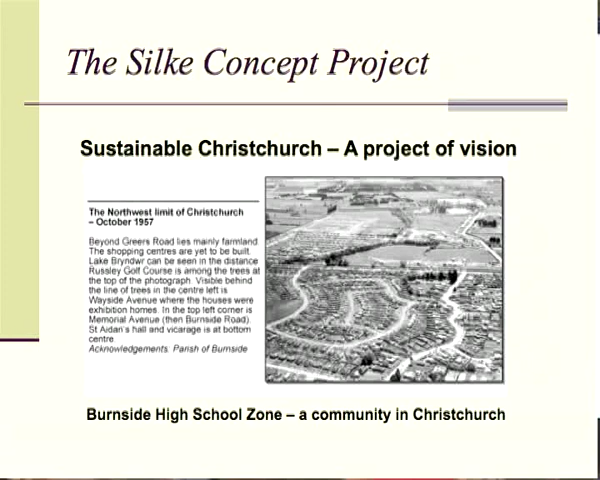 The Silke Concept Project
Sustainable Christchurch – A project of vision
The Northwest limit of Christchurch
– October 1957
Beyond Greers Road lies mainly farmland.
The shopping centres are yet to be built.
Lake Bryndwr can be seen in the distance.
Russley Golf Course is among the trees at
the top of the photograph. Visible behind
the line of trees in the centre left is
Wayside Avenue where the houses were
exhibition homes. In the top left corner is
Memorial Avenue (then Burnside Road).
St Aidan's hall and vicarage is at bottom
centre.
Acknowledgements: Parish of Burnside
Burnside High School Zone – a community in Christchurch